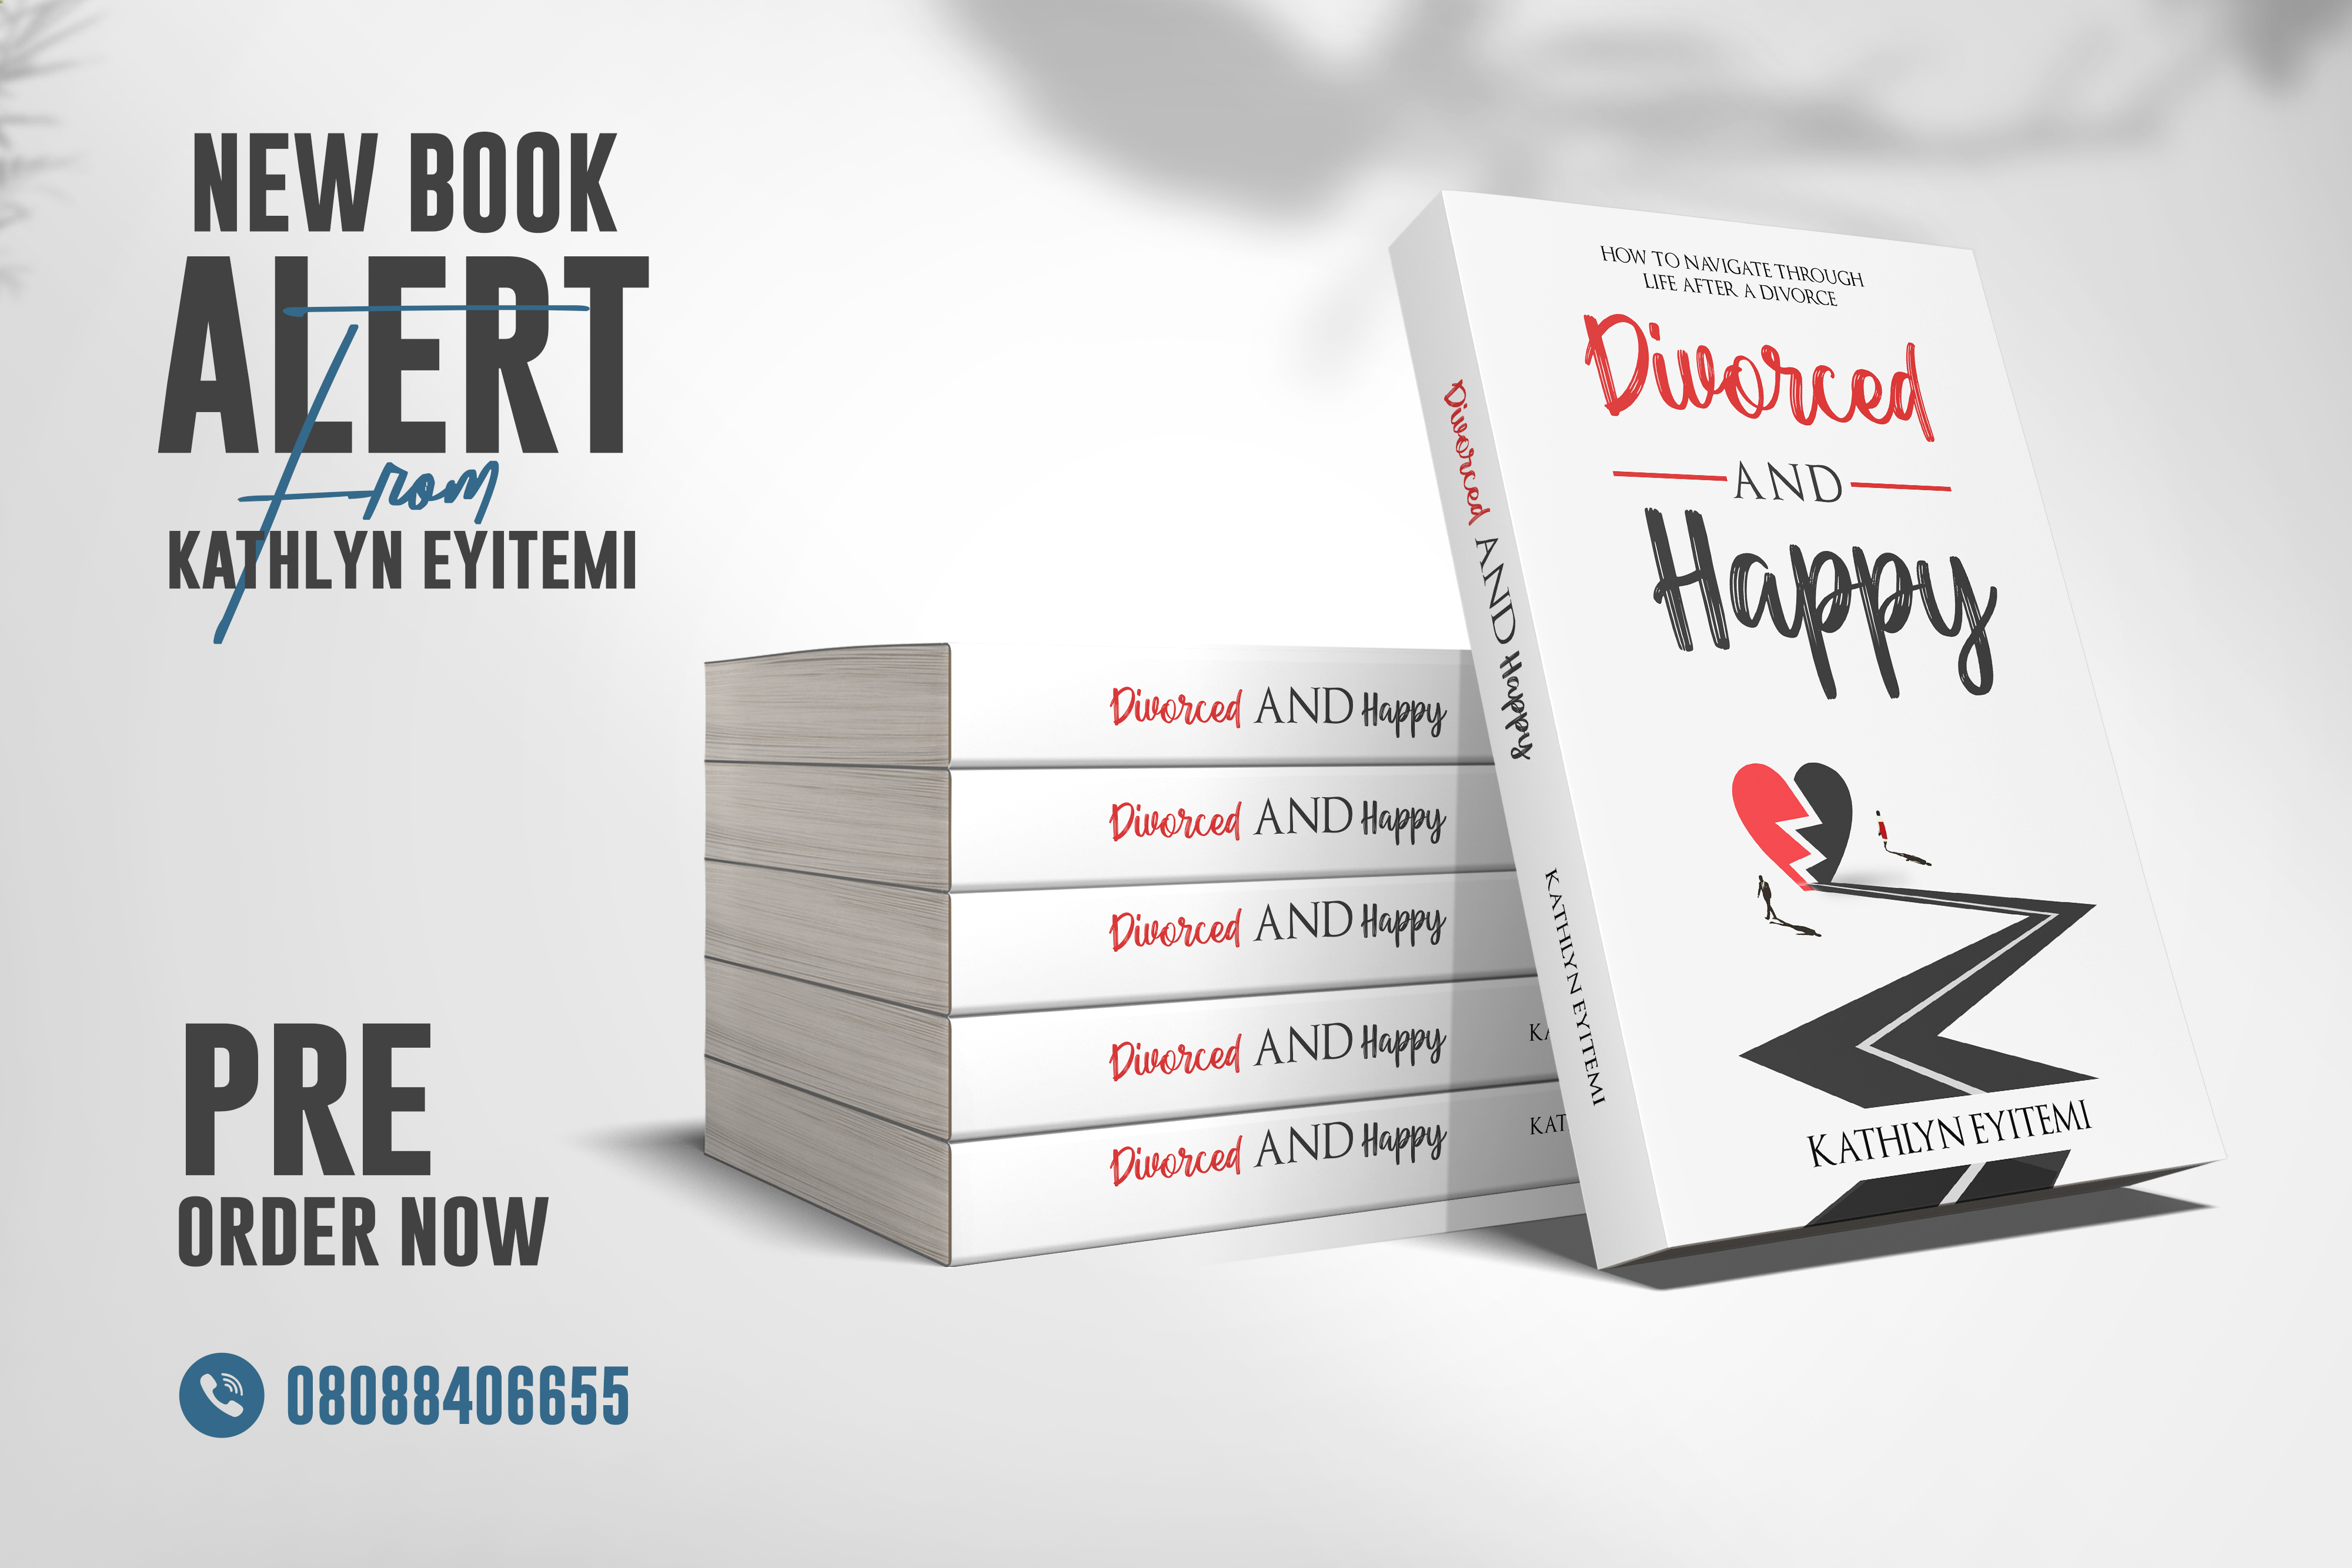 NEW BOOK
ALERT
From
KATHLYN EYITEMI
PRE
ORDER NOW
08088406655
Divorced AND Happy
Divorced AND Happy
Divorced AND Happy
Divorced AND Happy KA
Divorced AND Happy KAT
Divorced AND Happy KATHLYN EYITEMI
HOW TO NAVIGATE THROUGH
LIFE AFTER A DIVORCE
Divorced
AND
Happy
KATHLYN EYITEMI